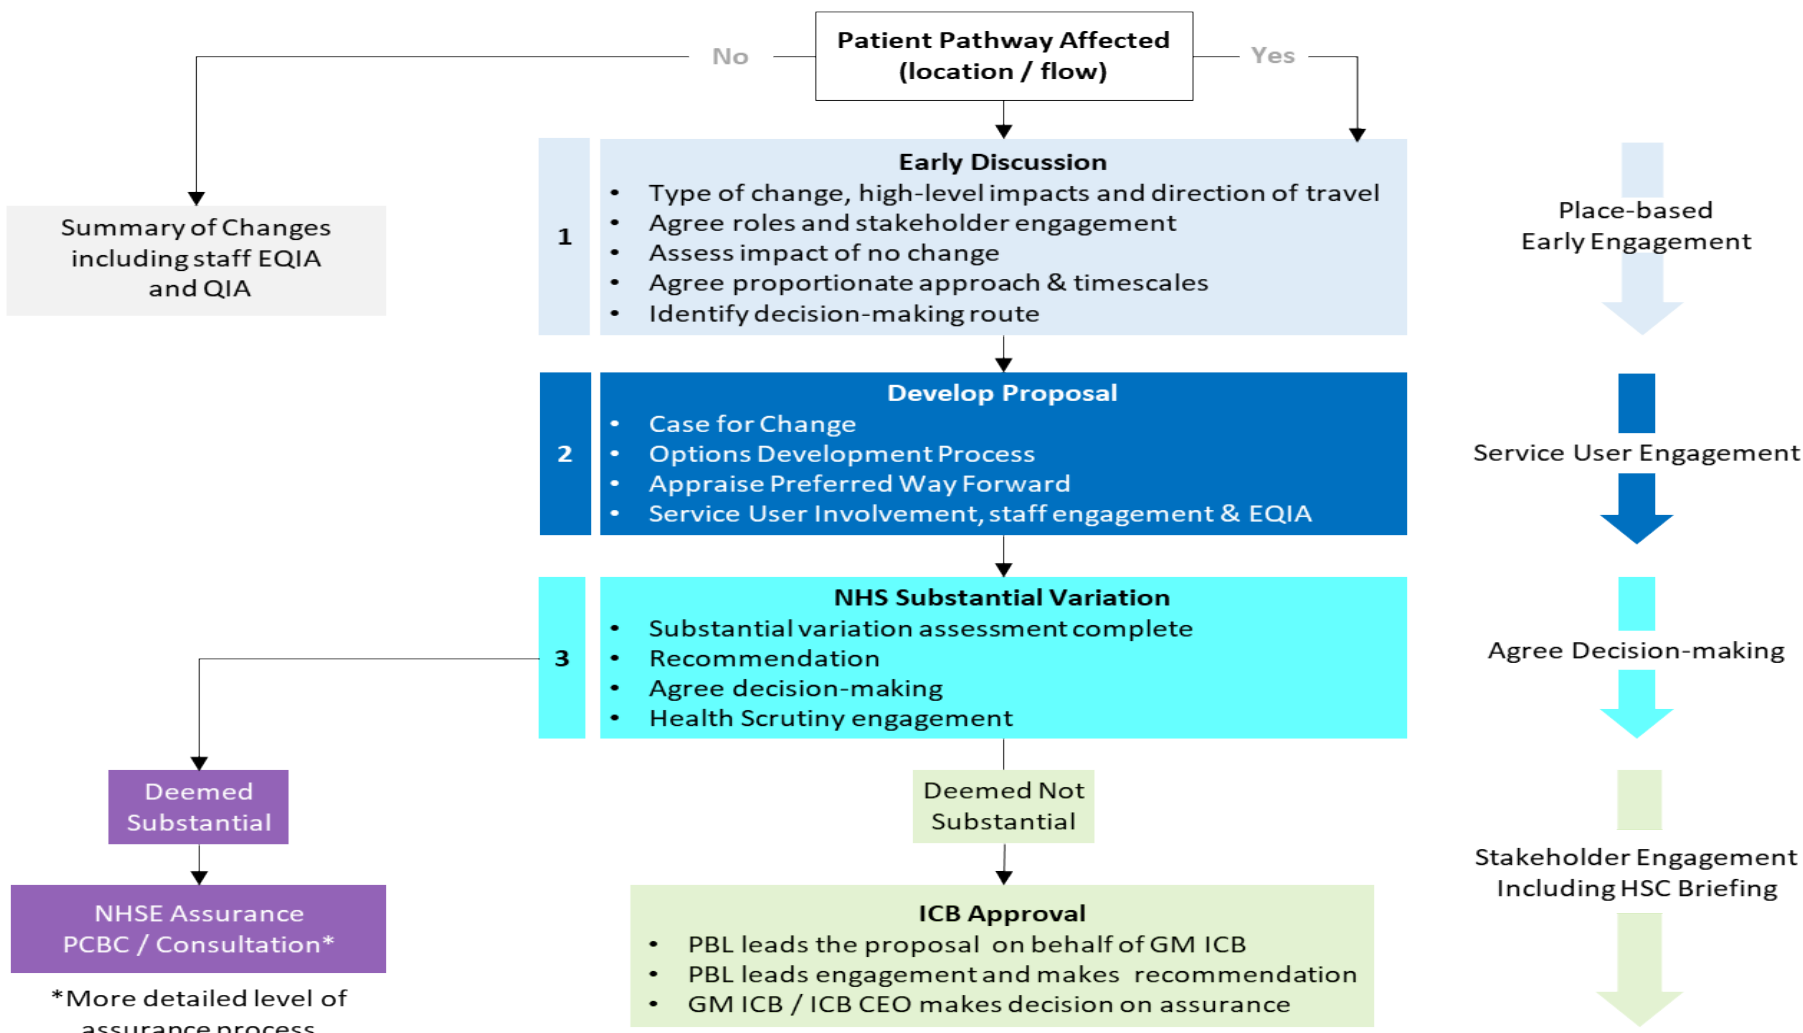 Patient Pathway Affected
(location / flow)
No
Yes
Summary of Changes
including staff EQIA
and QIA
1
Early Discussion
• Type of change, high-level impacts and direction of travel
• Agree roles and stakeholder engagement
• Assess impact of no change
• Agree proportionate approach & timescales
• Identify decision-making route
Place-based
Early Engagement
2
Develop Proposal
• Case for Change
• Options Development Process
• Appraise Preferred Way Forward
• Service User Involvement, staff engagement & EQIA
Service User Engagement
3
NHS Substantial Variation
• Substantial variation assessment complete
• Recommendation
• Agree decision-making
• Health Scrutiny engagement
Agree Decision-making
Deemed
Substantial
Deemed Not
Substantial
NHSE Assurance
PCBC / Consultation*
*More detailed level of
assurance process
ICB Approval
• PBL leads the proposal on behalf of GM ICB
• PBL leads engagement and makes recommendation
• GM ICB / ICB CEO makes decision on assurance
Stakeholder Engagement
Including HSC Briefing